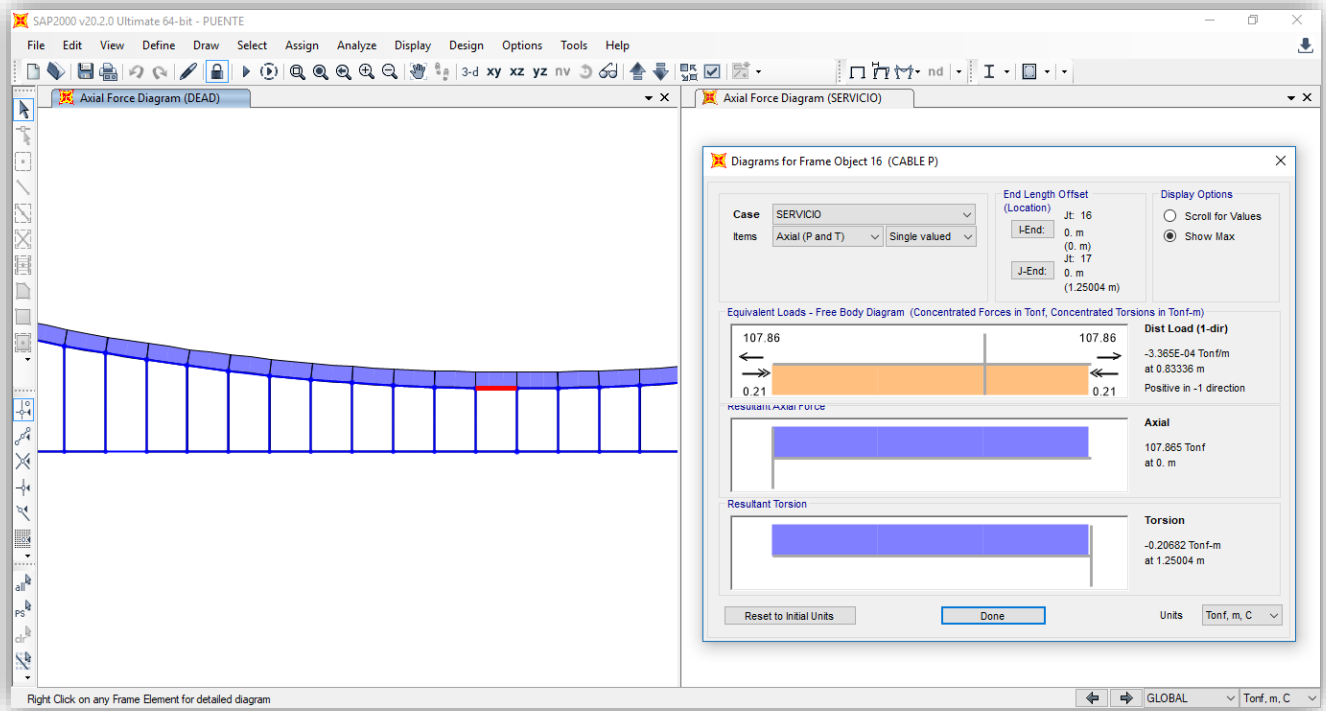 SAP2000 v20.2.0 Ultimate 64-bit - PUENTE
File Edit View Define Draw Select Assign Analyze Display Design Options Tools Help
3-d xy xz yz nv nd
Axial Force Diagram (DEAD)
Axial Force Diagram (SERVICIO)
Diagrams for Frame Object 16 (CABLE P)
Case SERVICIO
Items Axial (P and T) Single valued
End Length Offset
(Location)
Jt: 16
I-End: 0. m
(0. m)
Jt: 17
J-End: 0. m
(1.25004 m)
Display Options
Scroll for Values
Show Max
Equivalent Loads - Free Body Diagram (Concentrated Forces in Tonf, Concentrated Torsions in Tonf-m)
107.86 107.86
0.21 0.21
Dist Load (1-dir)
-3.365E-04 Tonf/m
at 0.83336 m
Positive in -1 direction
Resultant Axial Force
Axial
107.865 Tonf
at 0. m
Resultant Torsion
Torsion
-0.20682 Tonf-m
at 1.25004 m
Reset to Initial Units Done Units Tonf, m, C
all
PS
clr
Right Click on any Frame Element for detailed diagram GLOBAL Tonf, m, C